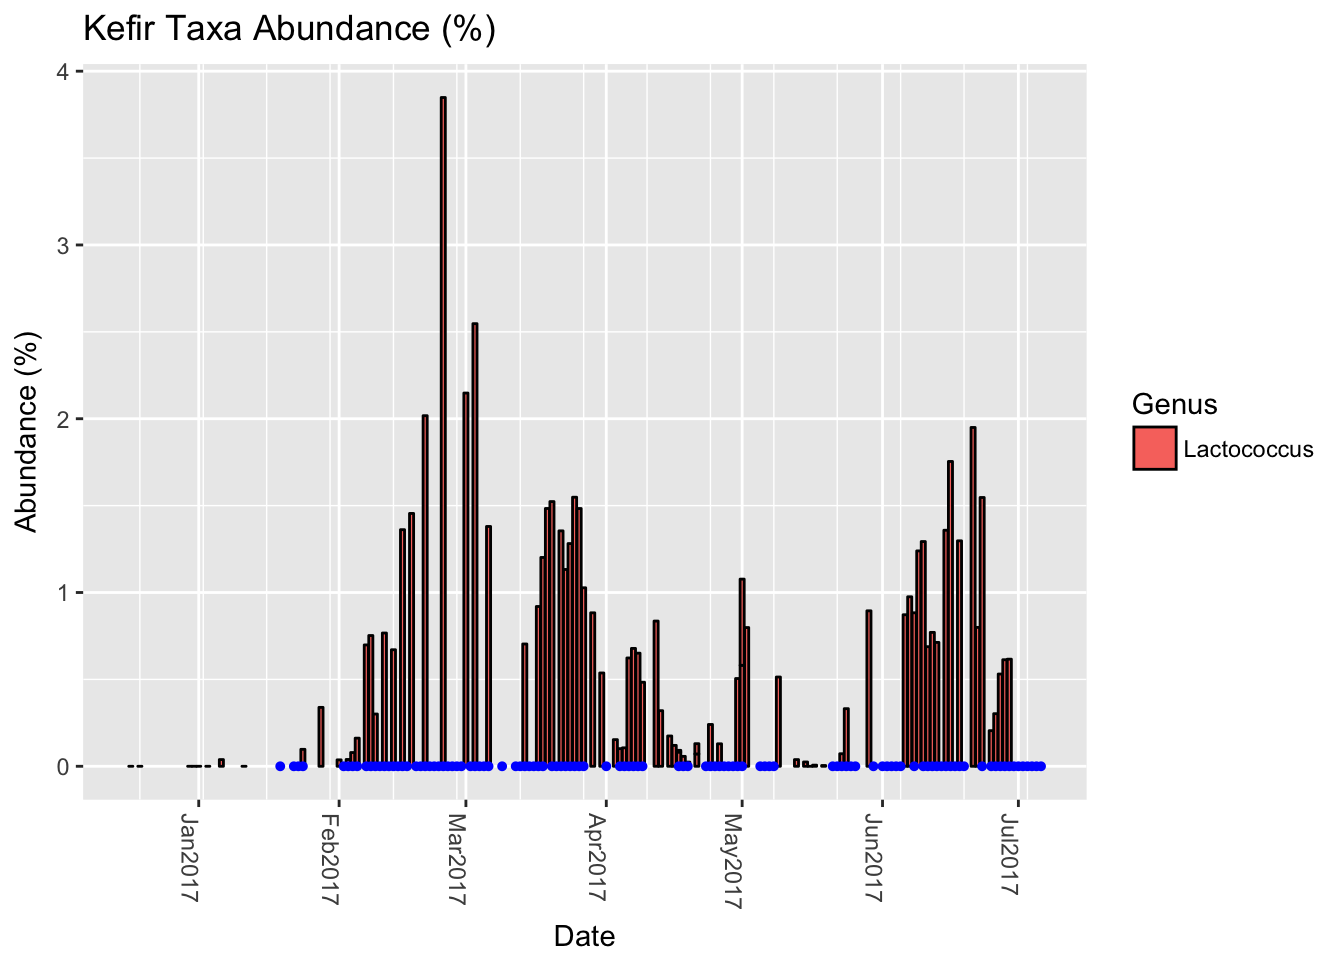 Kefir Taxa Abundance (%)
4
3
2
1
0
Abundance (%)
Jan2017
Feb2017
Mar2017
Apr2017
May2017
Jun2017
Jul2017
Date
Genus
Lactococcus